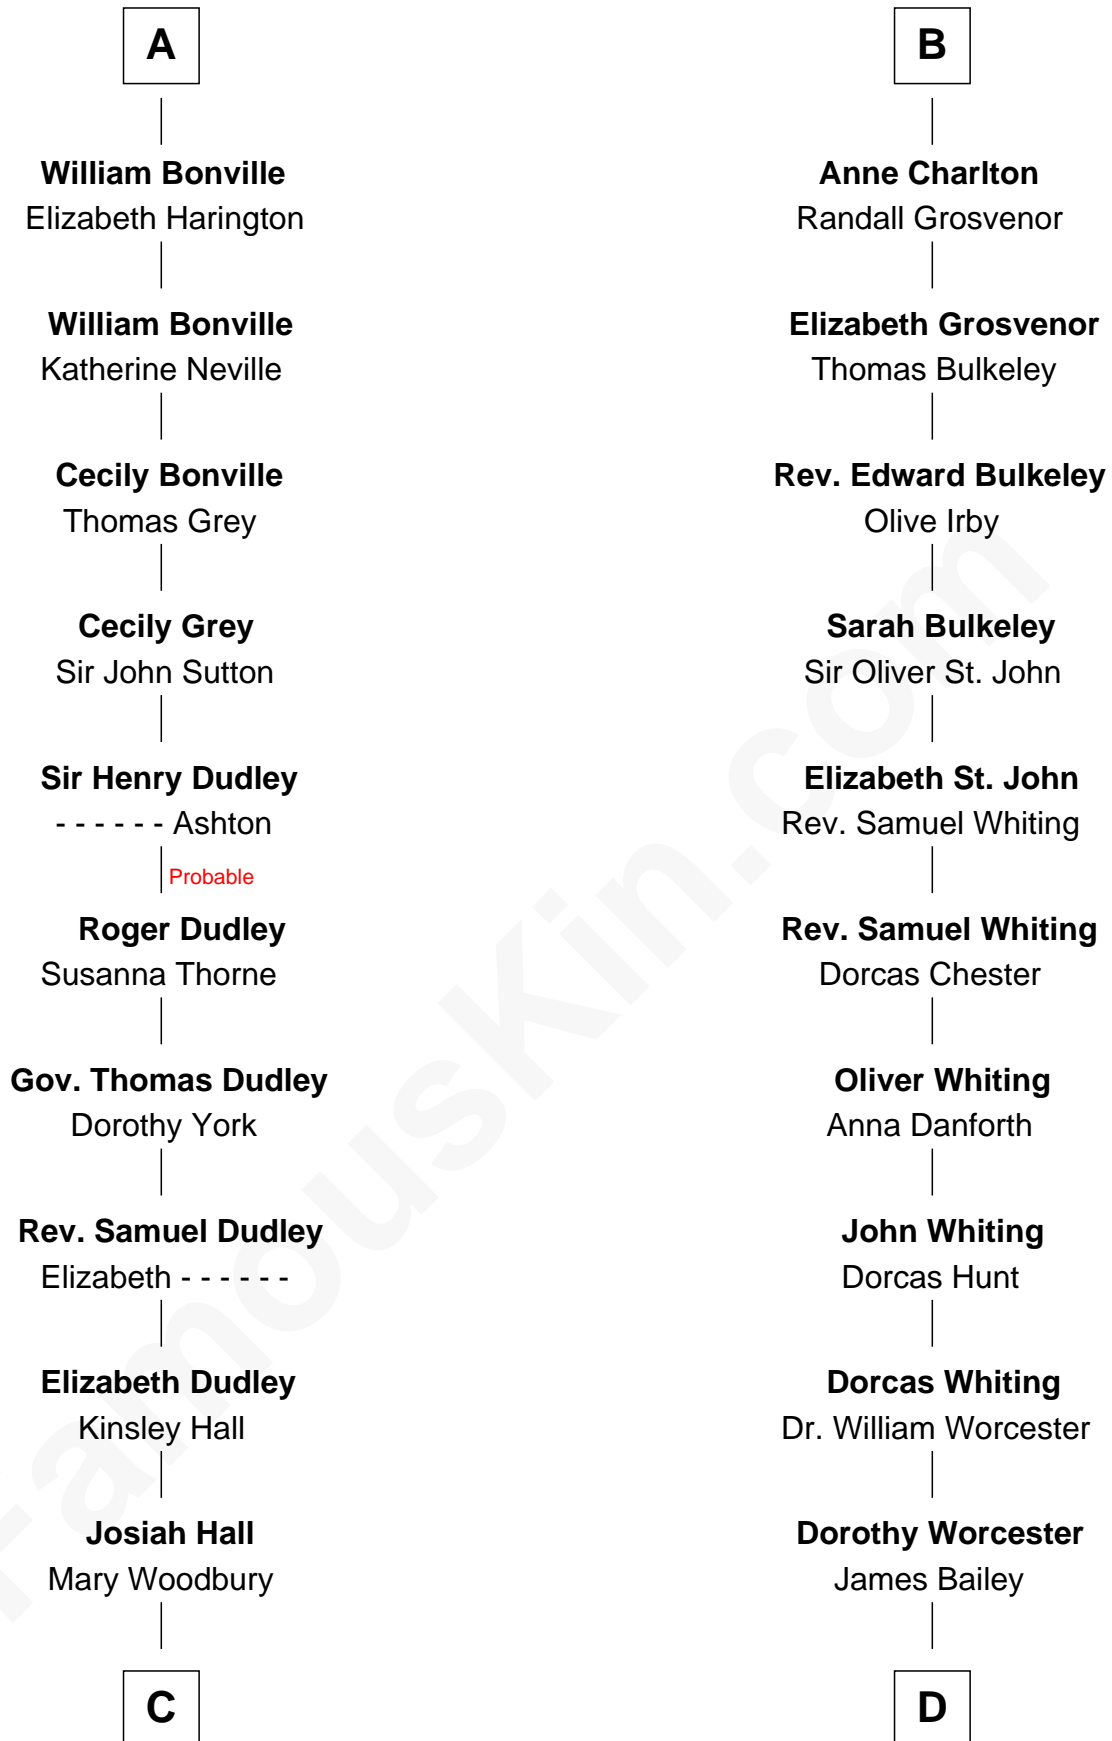 A
William Bonville
Elizabeth Harington
William Bonville
Katherine Neville
Cecily Bonville
Thomas Grey
Cecily Grey
Sir John Sutton
Sir Henry Dudley
- - - - - - Ashton
Probable
Roger Dudley
Susanna Thorne
Gov. Thomas Dudley
Dorothy York
Rev. Samuel Dudley
Elizabeth - - - - - -
Elizabeth Dudley
Kinsley Hall
Josiah Hall
Mary Woodbury
C
B
Anne Charlton
Randall Grosvenor
Elizabeth Grosvenor
Thomas Bulkeley
Rev. Edward Bulkeley
Olive Irby
Sarah Bulkeley
Sir Oliver St. John
Elizabeth St. John
Rev. Samuel Whiting
Rev. Samuel Whiting
Dorcas Chester
Oliver Whiting
Anna Danforth
John Whiting
Dorcas Hunt
Dorcas Whiting
Dr. William Worcester
Dorothy Worcester
James Bailey
D
FamousKin.com